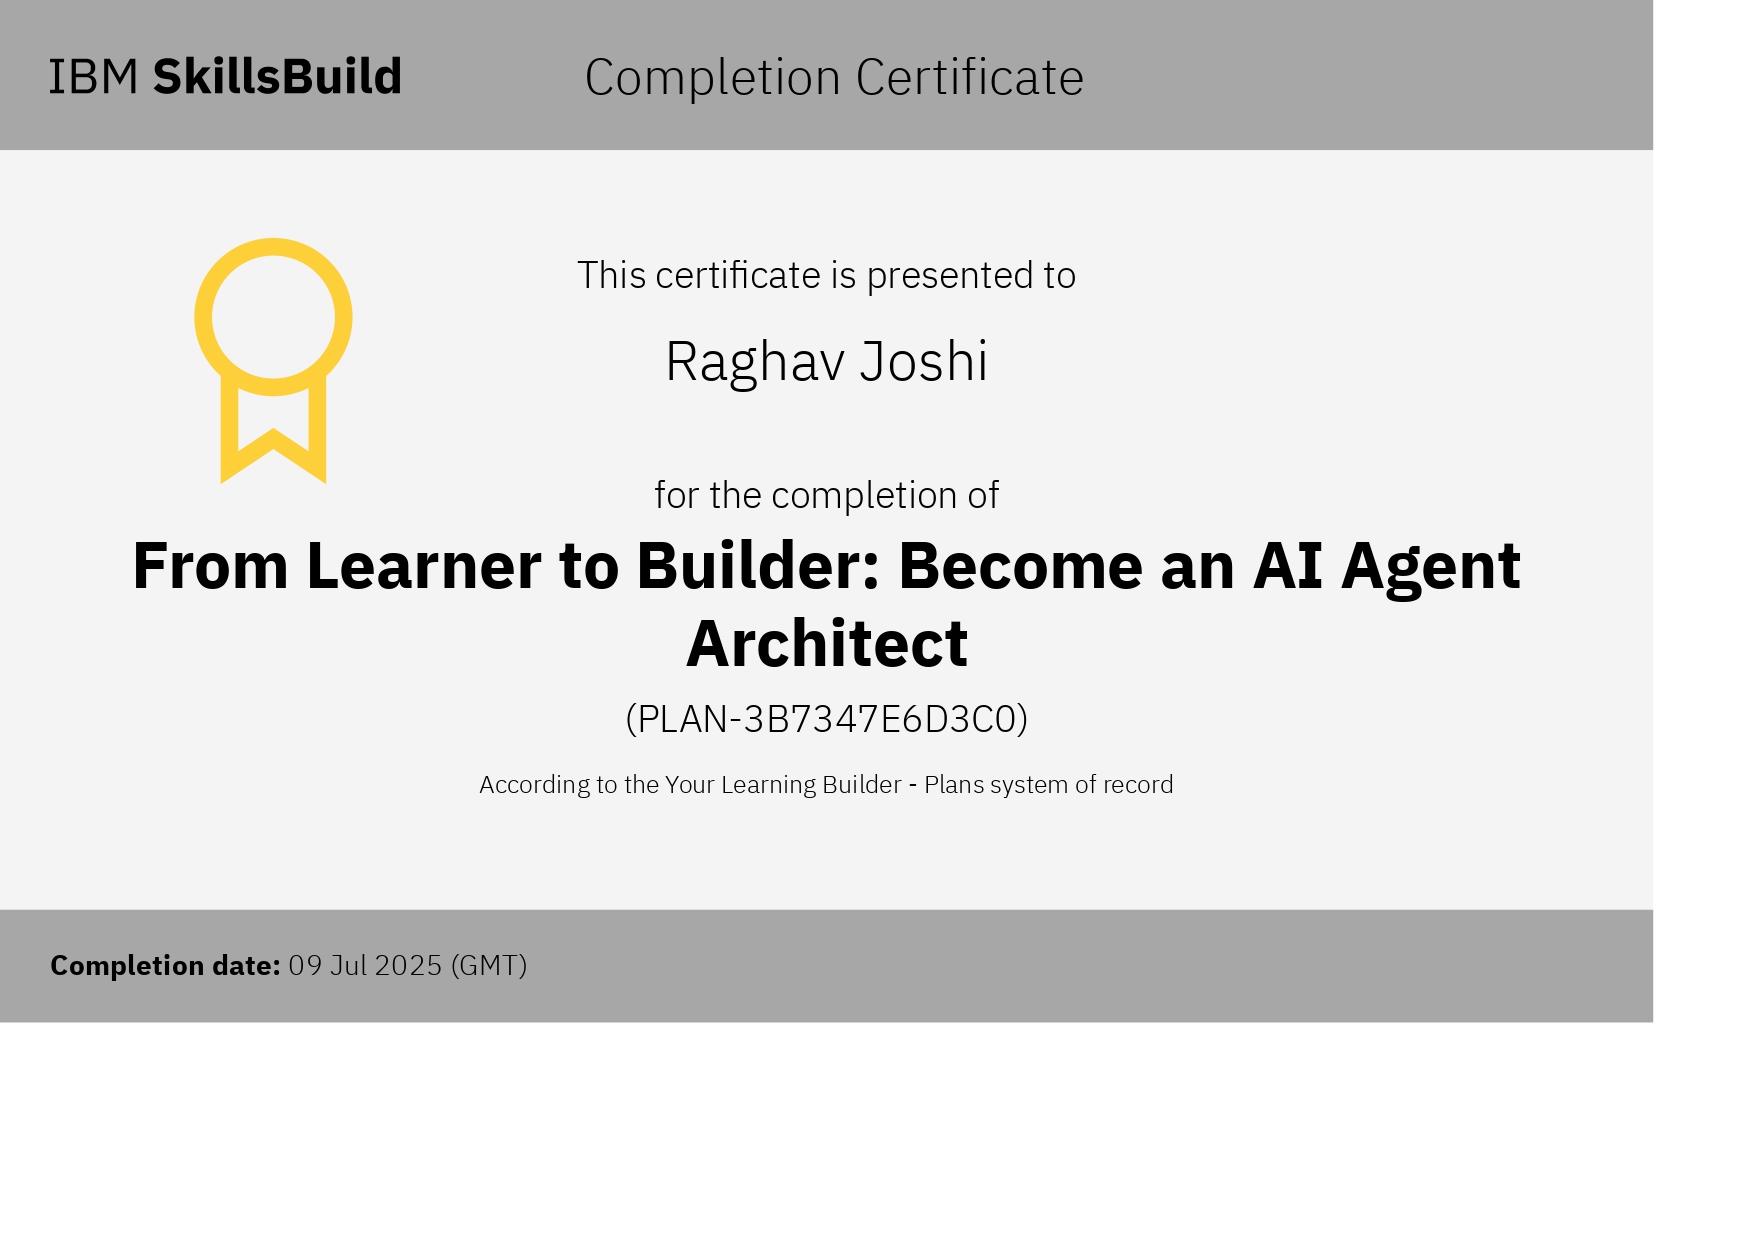 IBM SkillsBuild
Completion Certificate
This certificate is presented to
Raghav Joshi
for the completion of
From Learner to Builder: Become an AI Agent
Architect
(PLAN-3B7347E6D3C0)
According to the Your Learning Builder - Plans system of record
Completion date: 09 Jul 2025 (GMT)